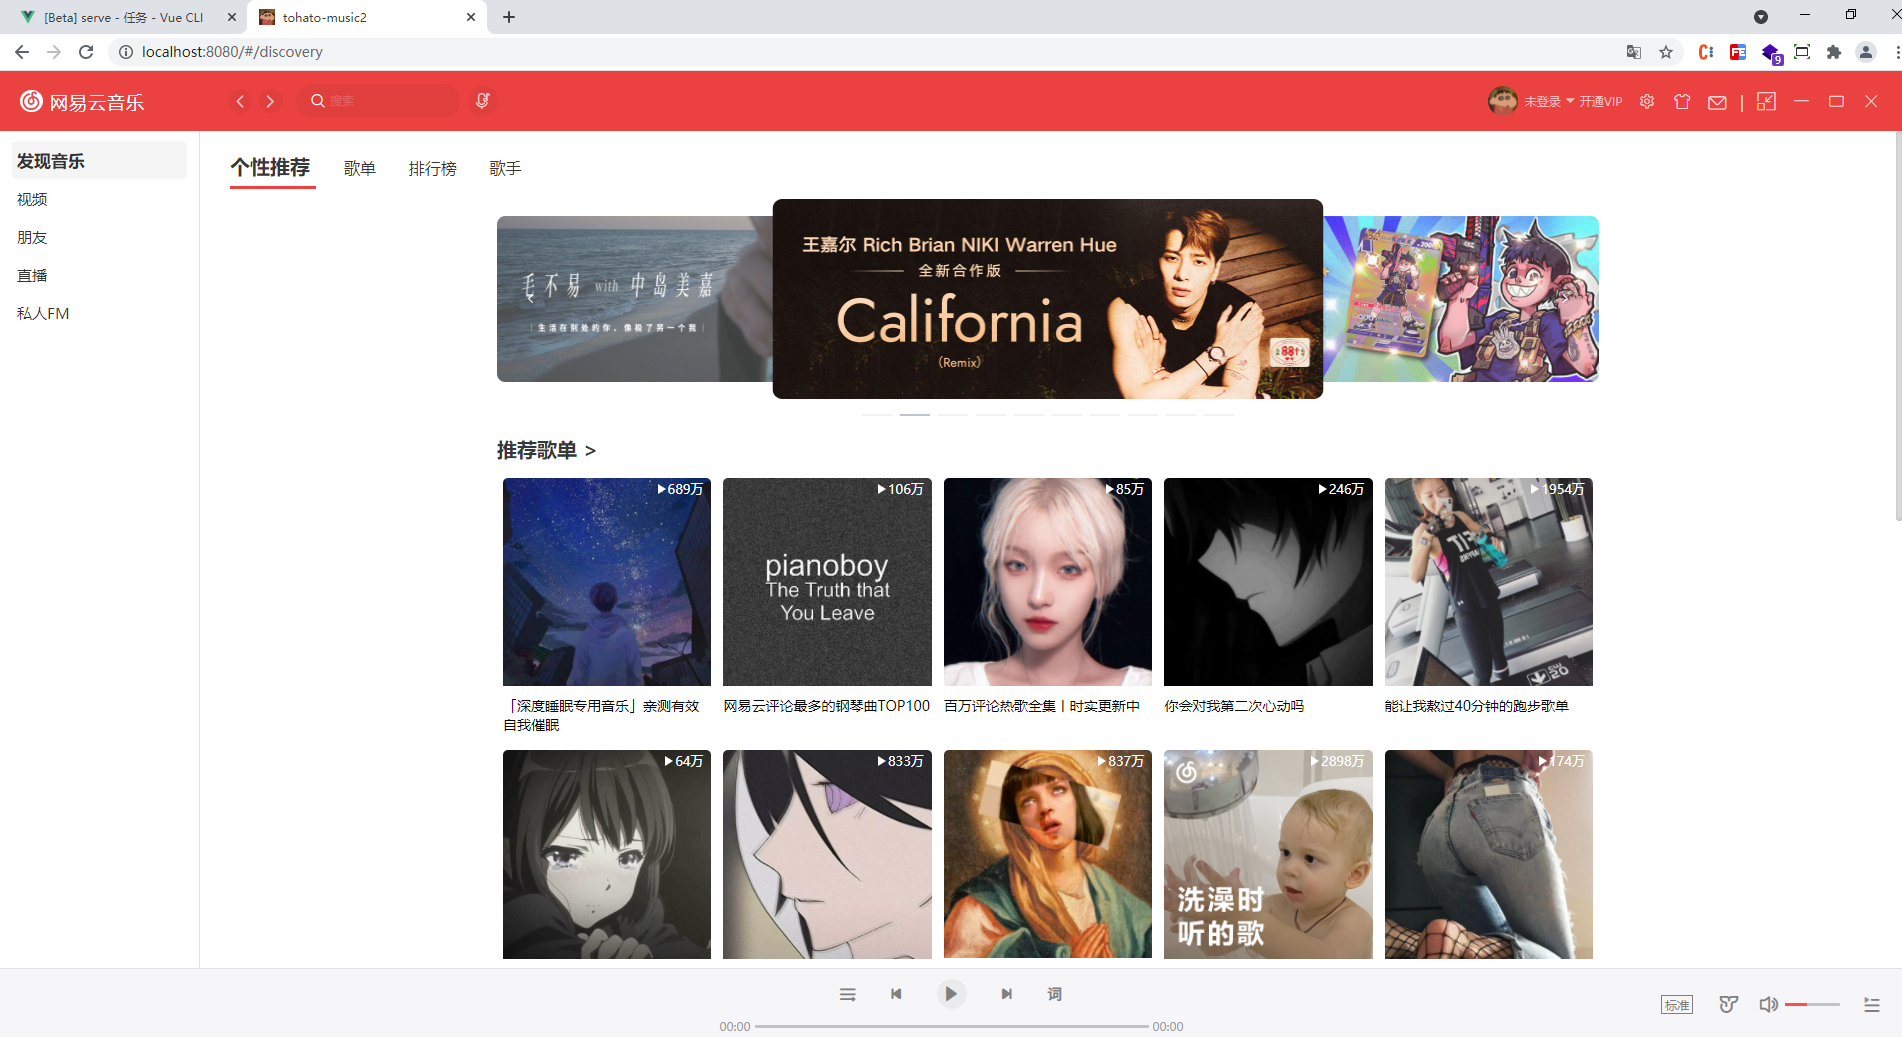 [Beta] serve - 任务 - Vue CLI
tohato-music2
localhost:8080/#/discovery
9
网易云音乐
搜索
未登录
开通VIP
发现音乐
视频
朋友
直播
私人FM
个性推荐
歌单
排行榜
歌手
毛不易 with 中岛美嘉
生活在到处的你,像极了另一个我
王嘉尔 Rich Brian NIKI Warren Hue
全新合作版
California
(Remix)
88
推荐歌单 >
689万
106万
85万
246万
1954万
pianoboy
The Truth that
You Leave
「深度睡眠专用音乐」亲测有效
自我催眠
网易云评论最多的钢琴曲TOP100
百万评论热歌全集丨时实更新中
你会对我第二次心动吗
能让我熬过40分钟的跑步歌单
64万
833万
837万
2898万
174万
洗澡时
听的歌
词
00:00
00:00
标准